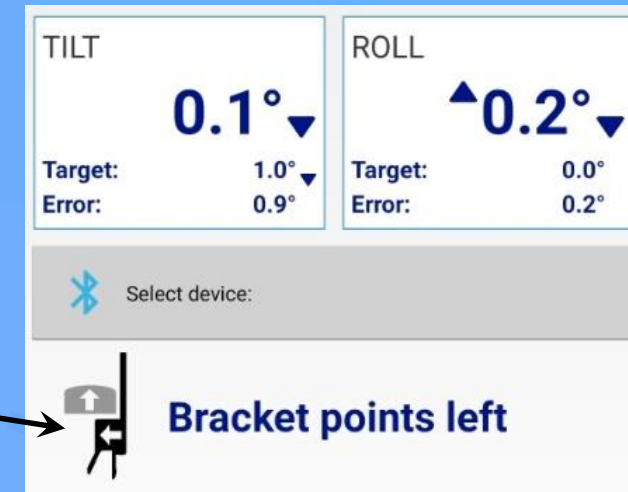 TILT
0.1°
Target: 1.0°
Error: 0.9°
ROLL
0.2°
Target: 0.0°
Error: 0.2°
Select device:
Bracket points left